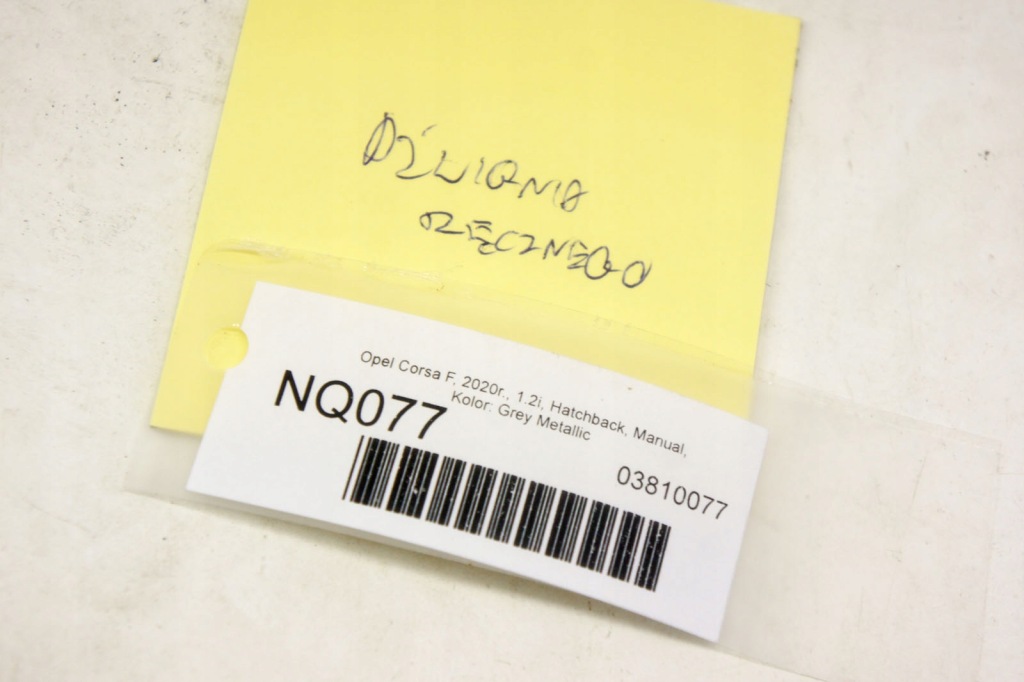 DŹWIGNIA
RĘCZNEGO
Opel Corsa F, 2020r., 1.2i, Hatchback, Manual,
Kolor: Grey Metallic
NQ077
03810077